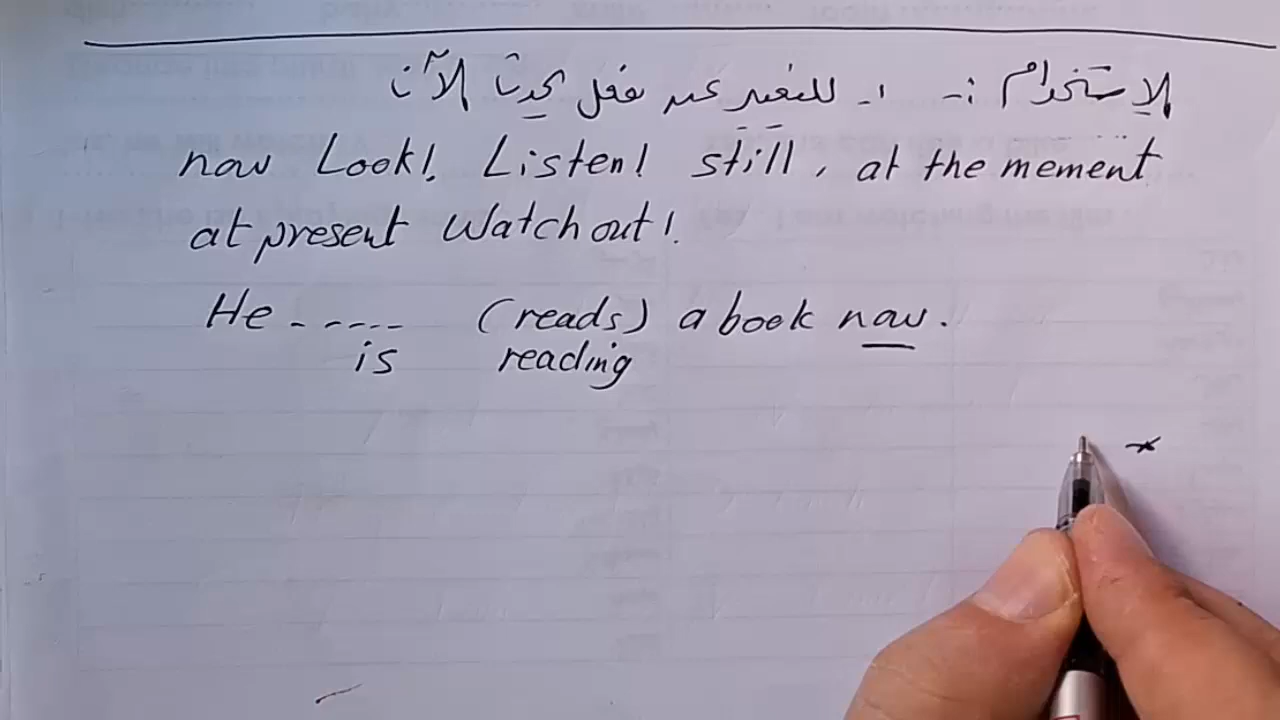 الاستخدام :- ١- للتعبير عن فعل يحدث الآن
now Look! Listen! still, at the mement
at present Watch out!.
He ------ (reads) a book now.
is reading
*